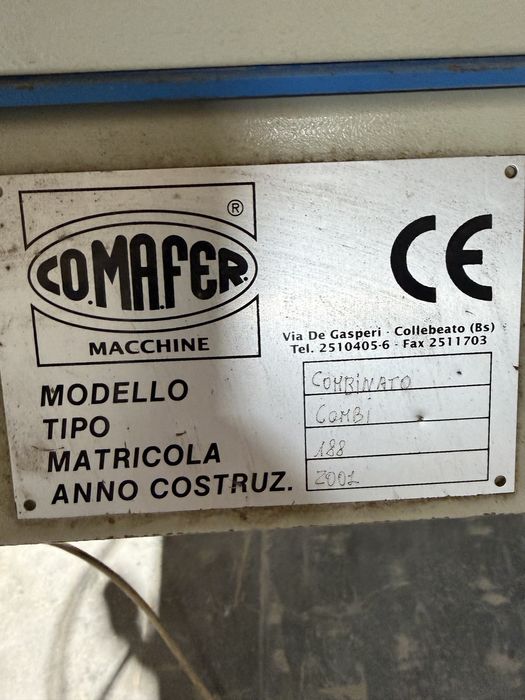 ®
CO.MA.FER.
MACCHINE
CE
Via De Gasperi - Collebeato (Bs)
Tel. 2510405-6 - Fax 2511703
MODELLO COMBINATO
TIPO COMBI
MATRICOLA 188
ANNO COSTRUZ. 2001